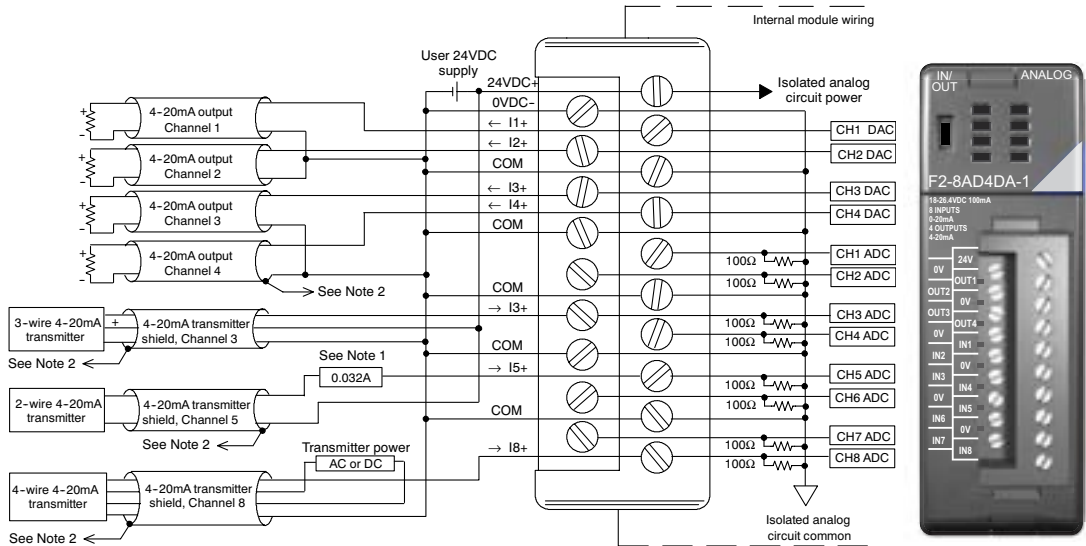 Internal module wiring
User 24VDC
supply
24VDC+
0VDC−
Isolated analog
circuit power
+
-
4-20mA output
Channel 1
← I1+
CH1 DAC
+
-
4-20mA output
Channel 2
← I2+
CH2 DAC
COM
+
-
4-20mA output
Channel 3
← I3+
CH3 DAC
← I4+
CH4 DAC
COM
+
-
4-20mA output
Channel 4
See Note 2
100Ω
CH1 ADC
100Ω
CH2 ADC
COM
→ I3+
3-wire 4-20mA
transmitter
+
4-20mA transmitter
shield, Channel 3
See Note 2
100Ω
CH3 ADC
100Ω
CH4 ADC
COM
See Note 1
0.032A
→ I5+
2-wire 4-20mA
transmitter
4-20mA transmitter
shield, Channel 5
See Note 2
100Ω
CH5 ADC
100Ω
CH6 ADC
COM
Transmitter power
AC or DC
→ I8+
4-wire 4-20mA
transmitter
4-20mA transmitter
shield, Channel 8
See Note 2
100Ω
CH7 ADC
100Ω
CH8 ADC
Isolated analog
circuit common
IN/
OUT
ANALOG
F2-8AD4DA-1
18-26.4VDC 100mA
8 INPUTS
0-20mA
4 OUTPUTS
4-20mA
24V
0V
OUT1
OUT2
0V
OUT3
OUT4
0V
IN1
IN2
0V
IN3
IN4
0V
IN5
IN6
0V
IN7
IN8